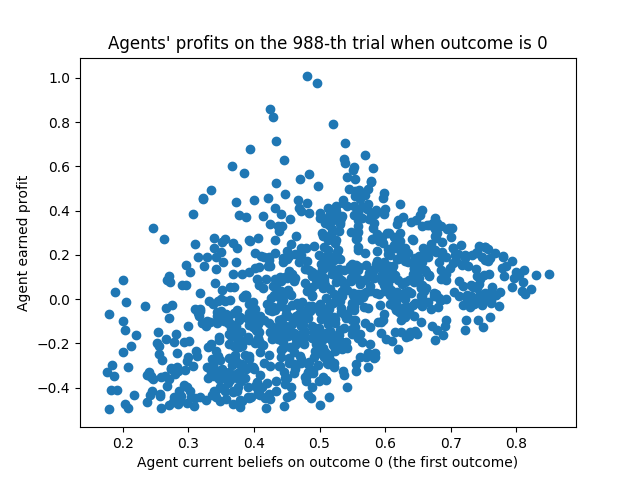 Agents' profits on the 988-th trial when outcome is 0
1.0
0.8
0.6
0.4
0.2
0.0
−0.2
−0.4
Agent earned profit
0.2 0.3 0.4 0.5 0.6 0.7 0.8
Agent current beliefs on outcome 0 (the first outcome)